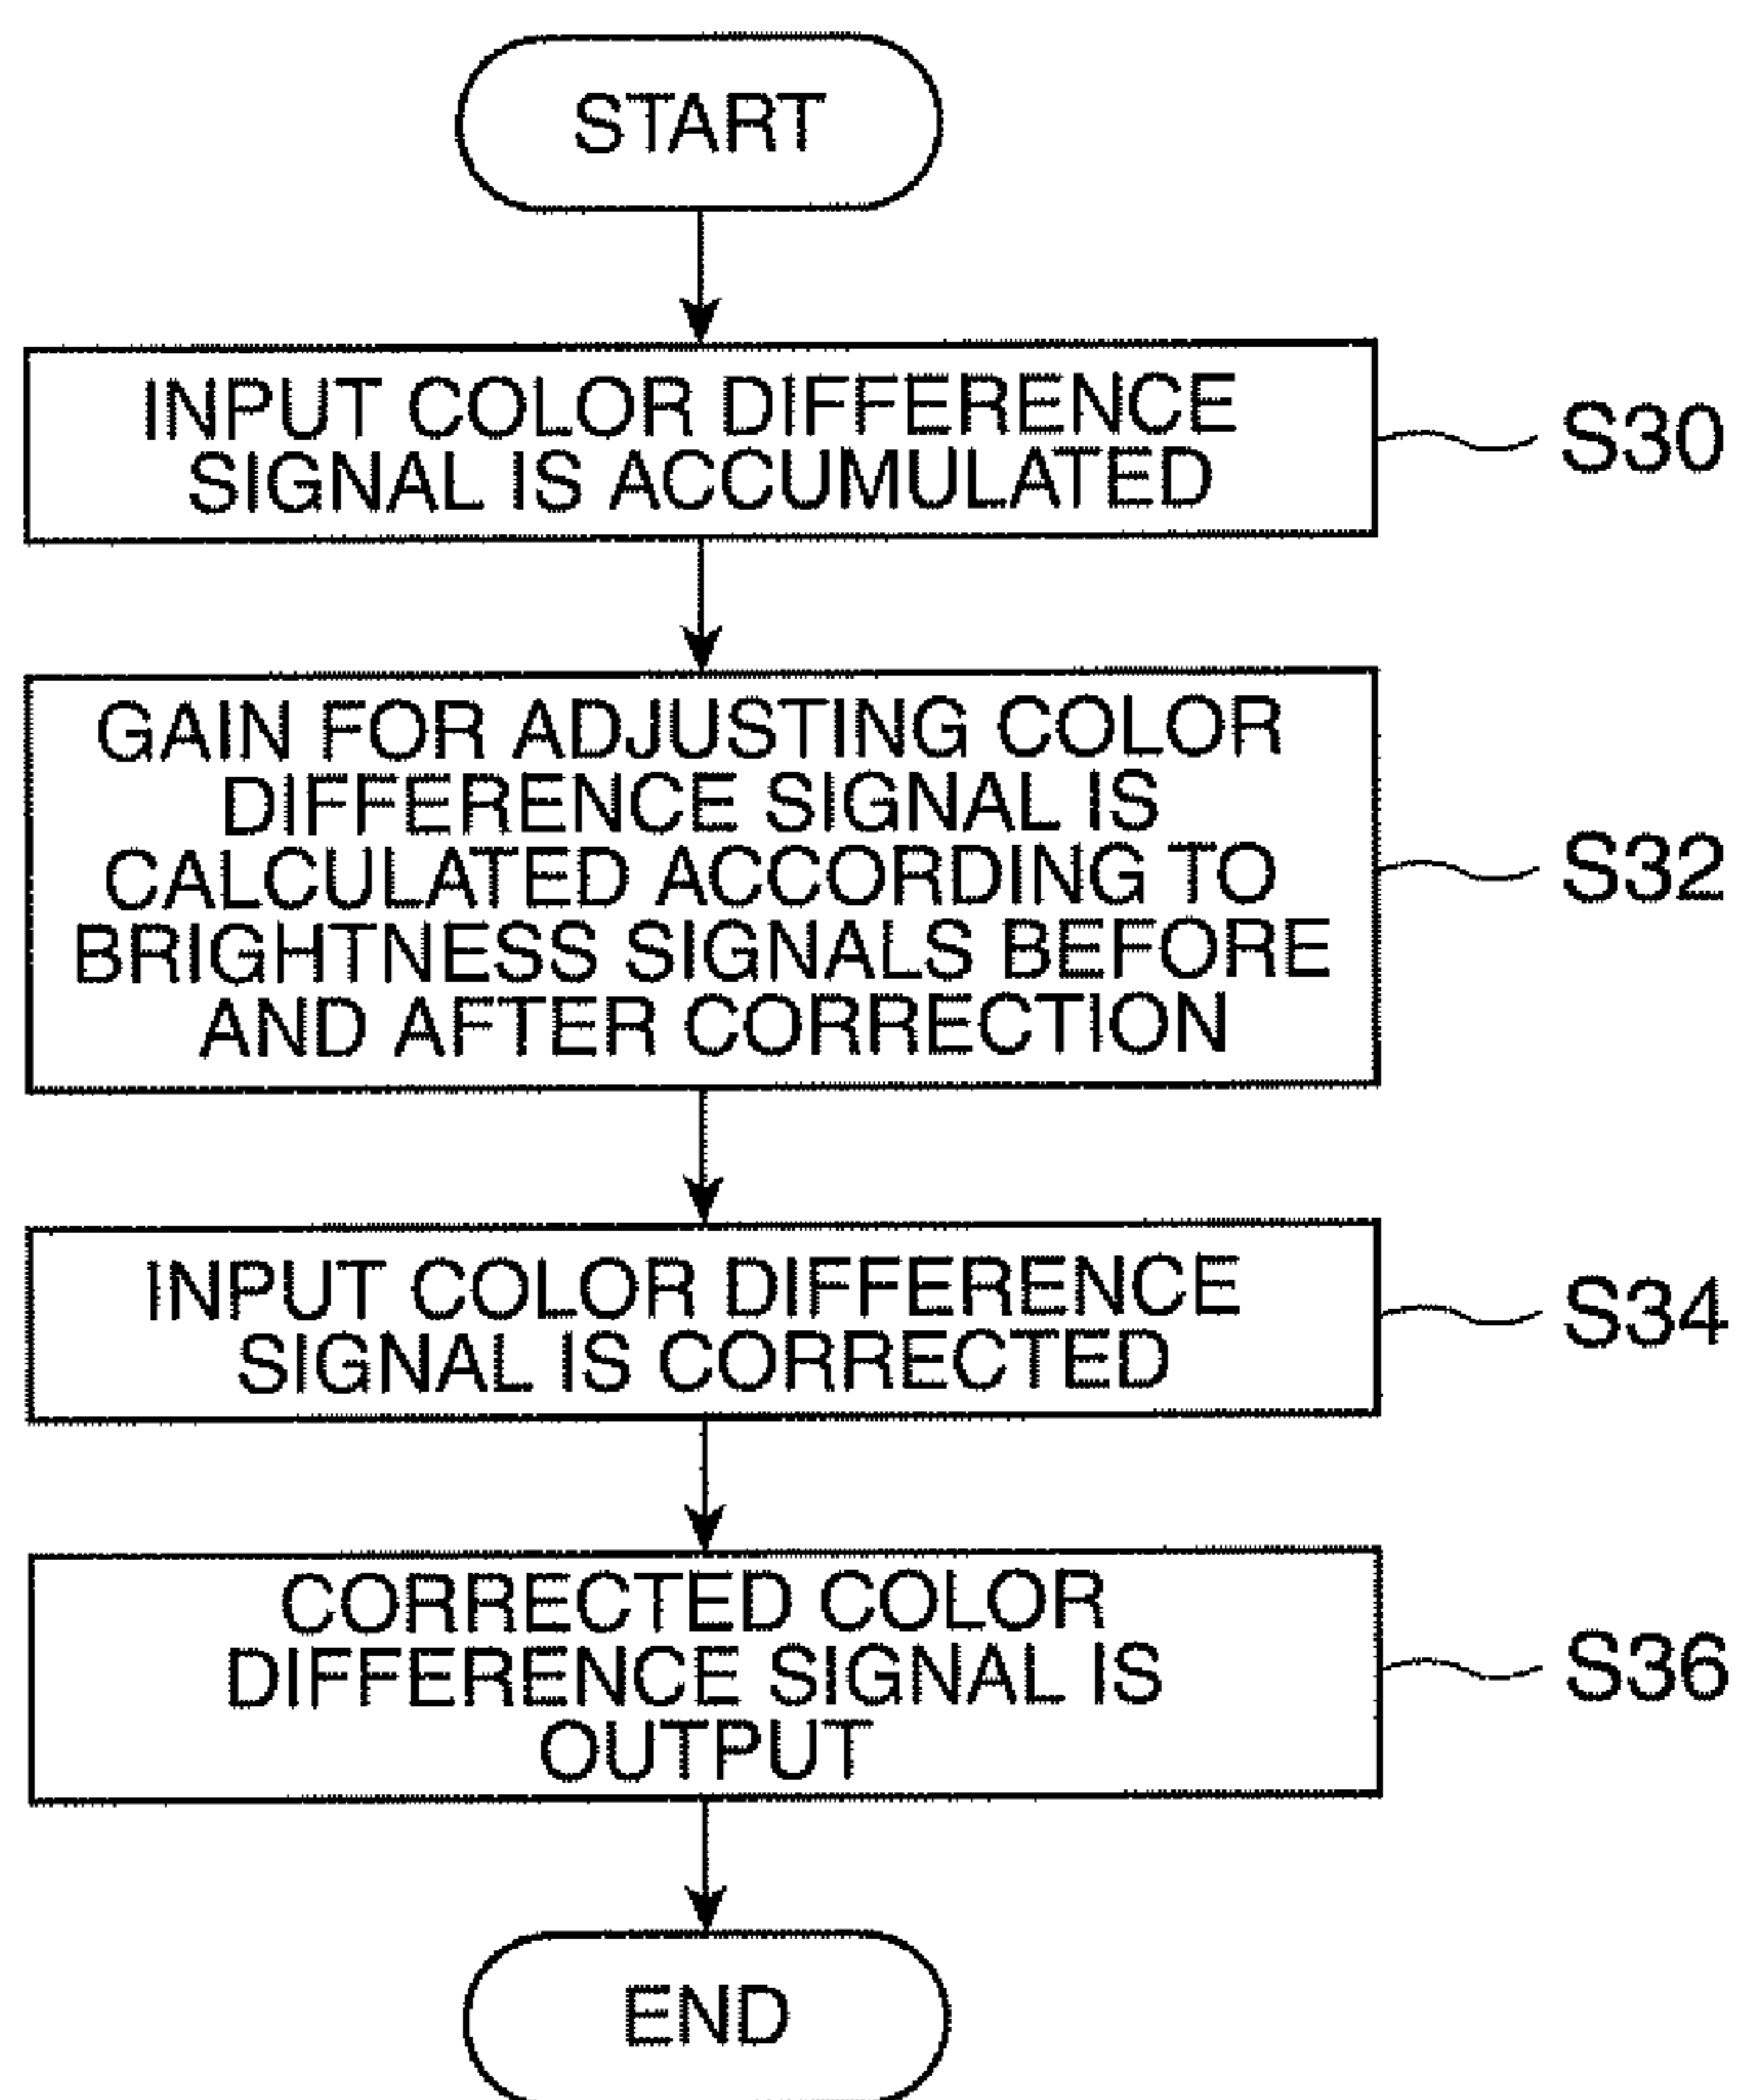 START
INPUT COLOR DIFFERENCE
SIGNAL IS ACCUMULATED
S30
GAIN FOR ADJUSTING COLOR
DIFFERENCE SIGNAL IS
CALCULATED ACCORDING TO
BRIGHTNESS SIGNALS BEFORE
AND AFTER CORRECTION
S32
INPUT COLOR DIFFERENCE
SIGNAL IS CORRECTED
S34
CORRECTED COLOR
DIFFERENCE SIGNAL IS
OUTPUT
S36
END